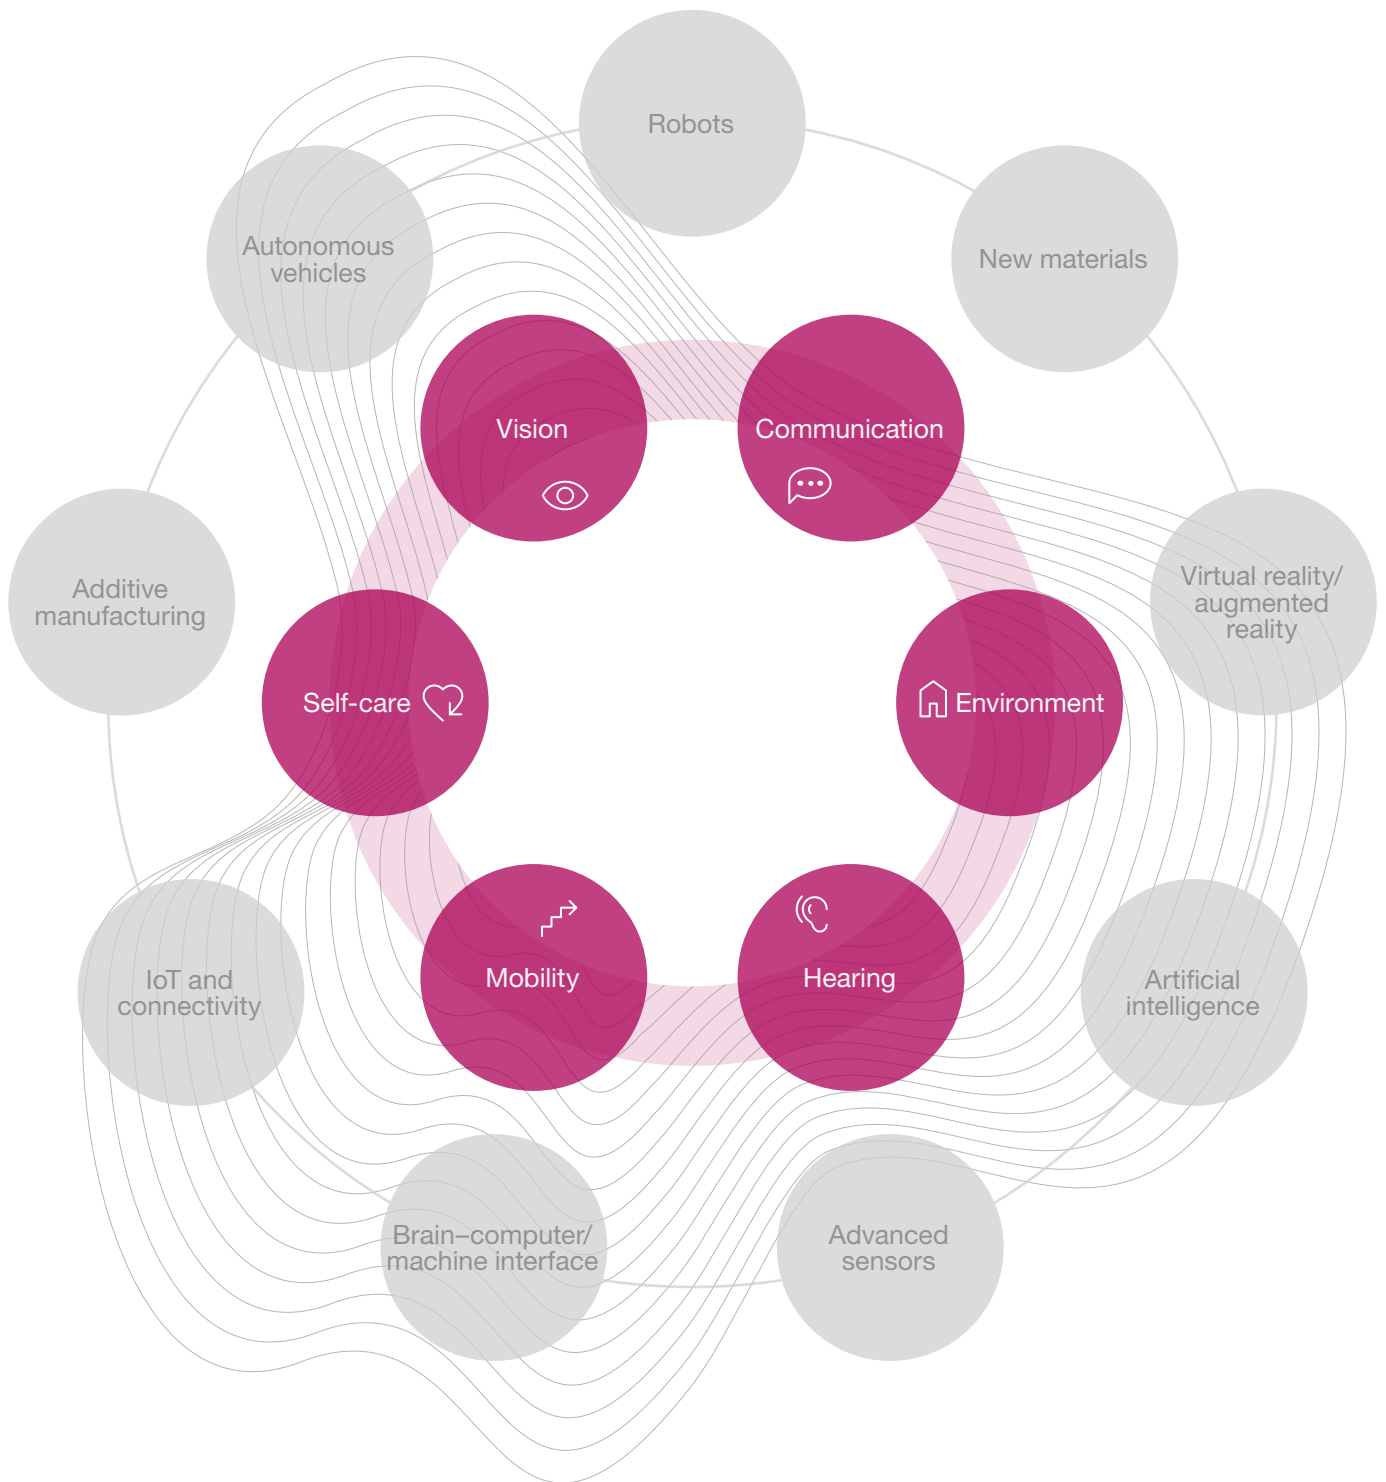 Robots
Autonomous
vehicles
New materials
Vision
Communication
Additive
manufacturing
Virtual reality/
augmented
reality
Self-care
Environment
IoT and
connectivity
Mobility
Hearing
Artificial
intelligence
Brain–computer/
machine interface
Advanced
sensors